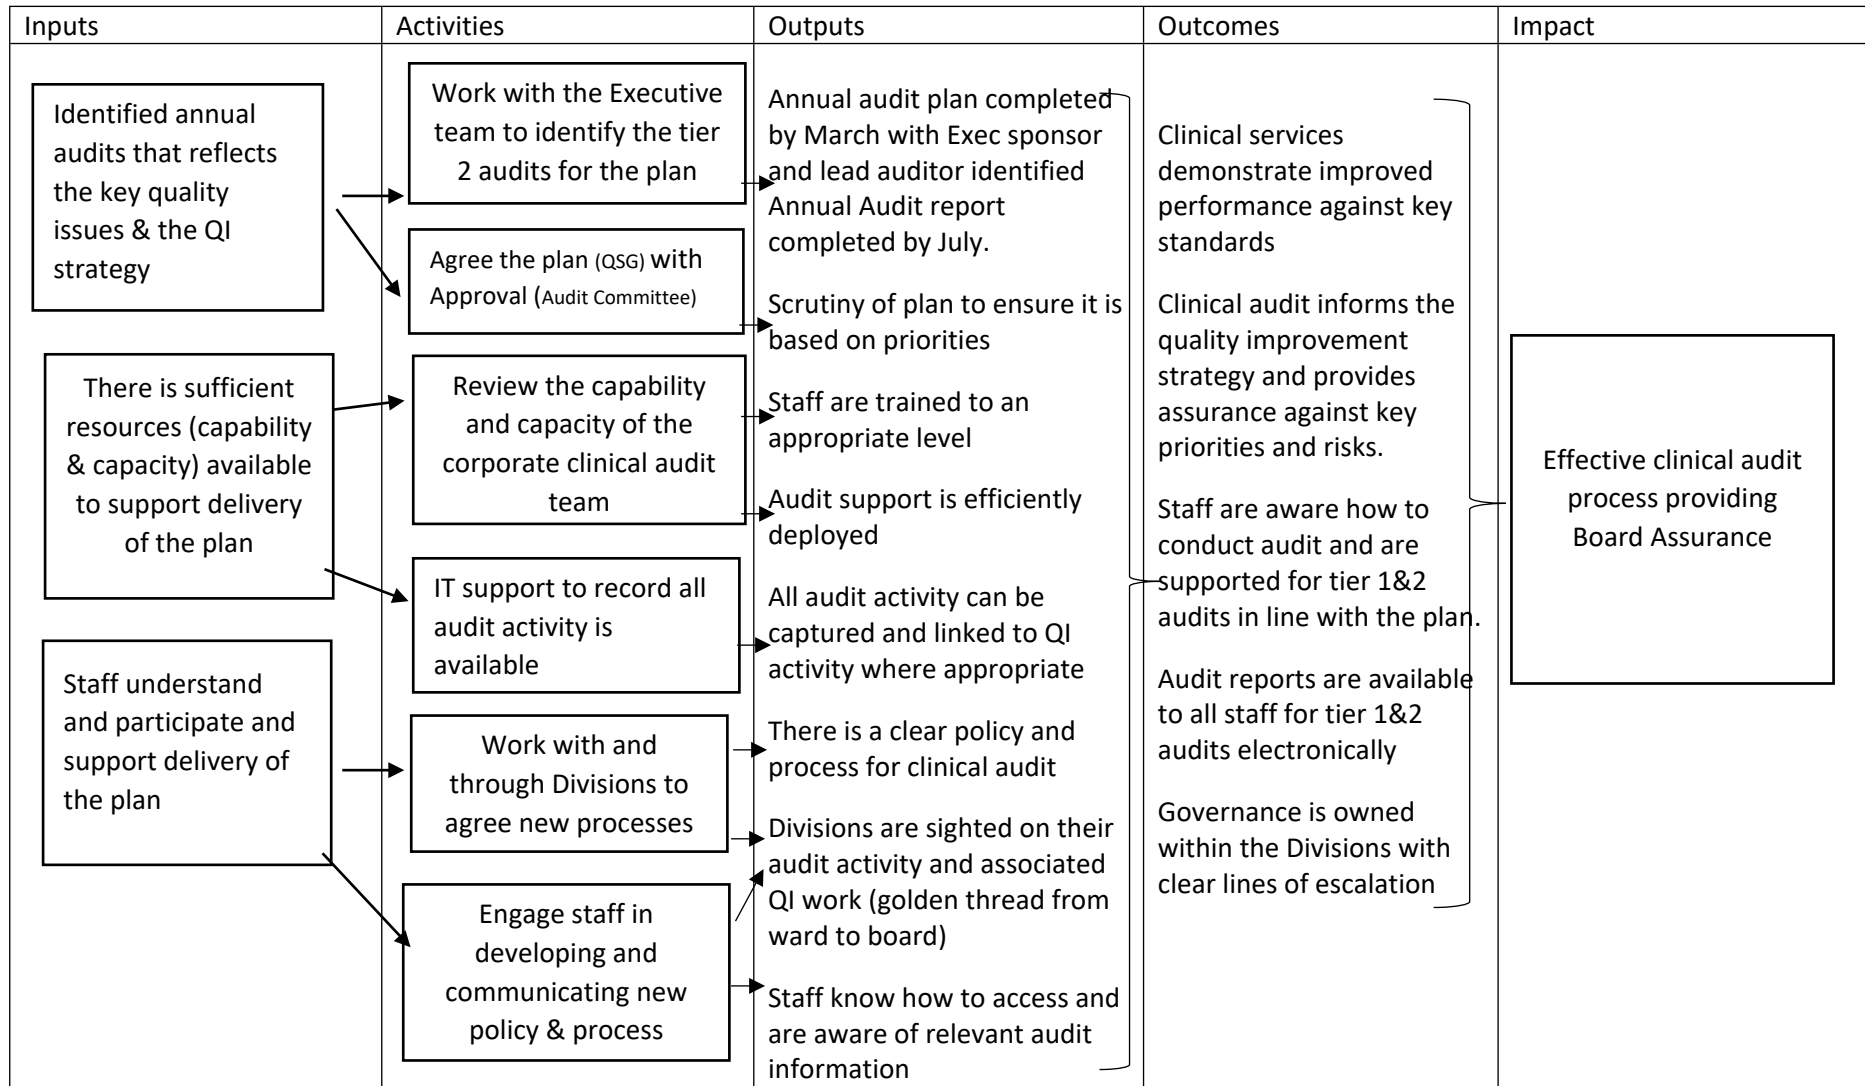 Inputs
Activities
Outputs
Outcomes
Impact
Identified annual
audits that reflects
the key quality
issues & the QI
strategy
There is sufficient
resources (capability
& capacity) available
to support delivery
of the plan
Staff understand
and participate and
support delivery of
the plan
Work with the Executive
team to identify the tier
2 audits for the plan
Agree the plan (QSG) with
Approval (Audit Committee)
Review the capability
and capacity of the
corporate clinical audit
team
IT support to record all
audit activity is
available
Work with and
through Divisions to
agree new processes
Engage staff in
developing and
communicating new
policy & process
Annual audit plan completed
by March with Exec sponsor
and lead auditor identified
Annual Audit report
completed by July.
Scrutiny of plan to ensure it is
based on priorities
Staff are trained to an
appropriate level
Audit support is efficiently
deployed
All audit activity can be
captured and linked to QI
activity where appropriate
There is a clear policy and
process for clinical audit
Divisions are sighted on their
audit activity and associated
QI work (golden thread from
ward to board)
Staff know how to access and
are aware of relevant audit
information
Clinical services
demonstrate improved
performance against key
standards
Clinical audit informs the
quality improvement
strategy and provides
assurance against key
priorities and risks.
Staff are aware how to
conduct audit and are
supported for tier 1&2
audits in line with the plan.
Audit reports are available
to all staff for tier 1&2
audits electronically
Governance is owned
within the Divisions with
clear lines of escalation
Effective clinical audit
process providing
Board Assurance